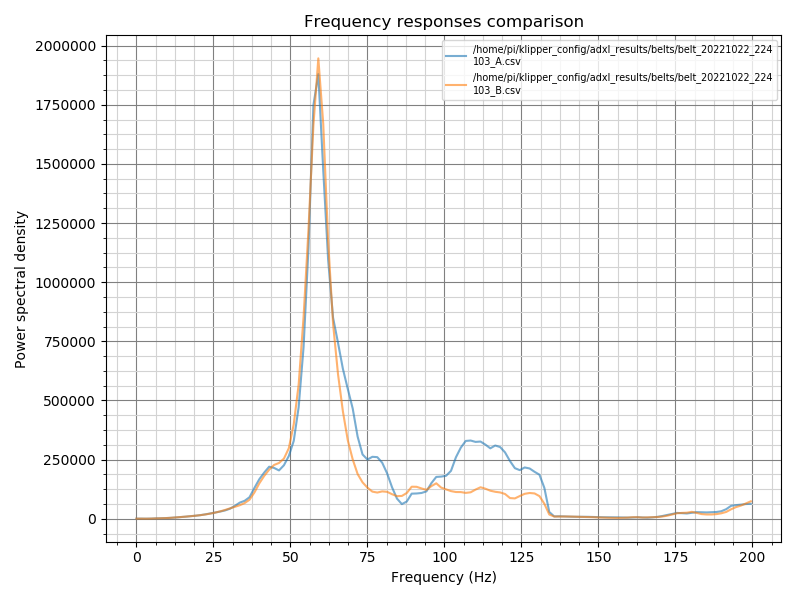 Frequency responses comparison
/home/pi/klipper_config/adxl_results/belts/belt_20221022_224
103_A.csv
/home/pi/klipper_config/adxl_results/belts/belt_20221022_224
103_B.csv
2000000
1750000
1500000
1250000
1000000
750000
500000
250000
0
Power spectral density
0 25 50 75 100 125 150 175 200
Frequency (Hz)